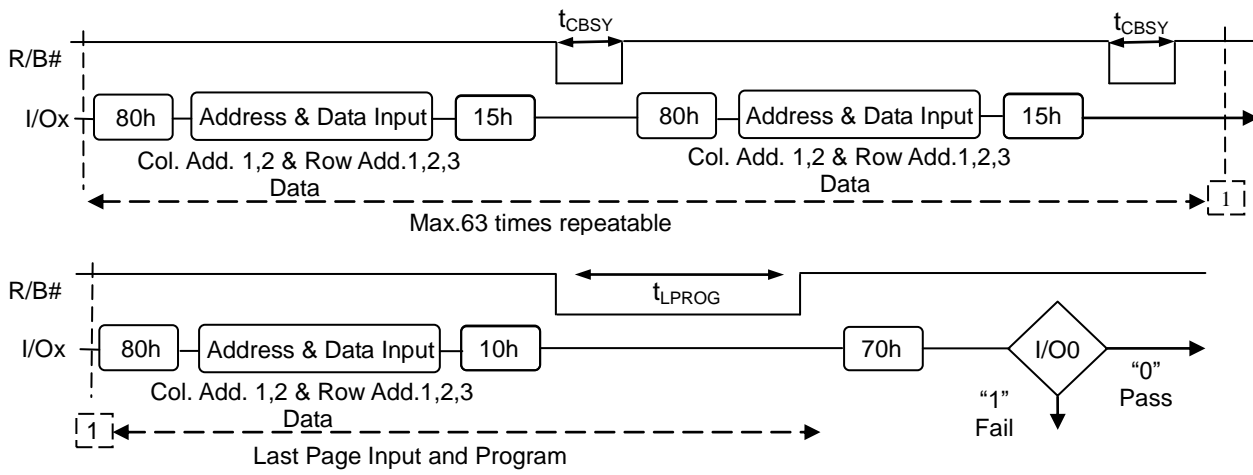 tCBSY tCBSY
R/B#
I/Ox 80h Address & Data Input 15h 80h Address & Data Input 15h
Col. Add. 1,2 & Row Add.1,2,3 Col. Add. 1,2 & Row Add.1,2,3
Data Data
1
Max.63 times repeatable
R/B#
tLPROG
I/Ox 80h Address & Data Input 10h 70h I/O0
“0”
Pass
Col. Add. 1,2 & Row Add.1,2,3
Data
“1”
Fail
1
Last Page Input and Program